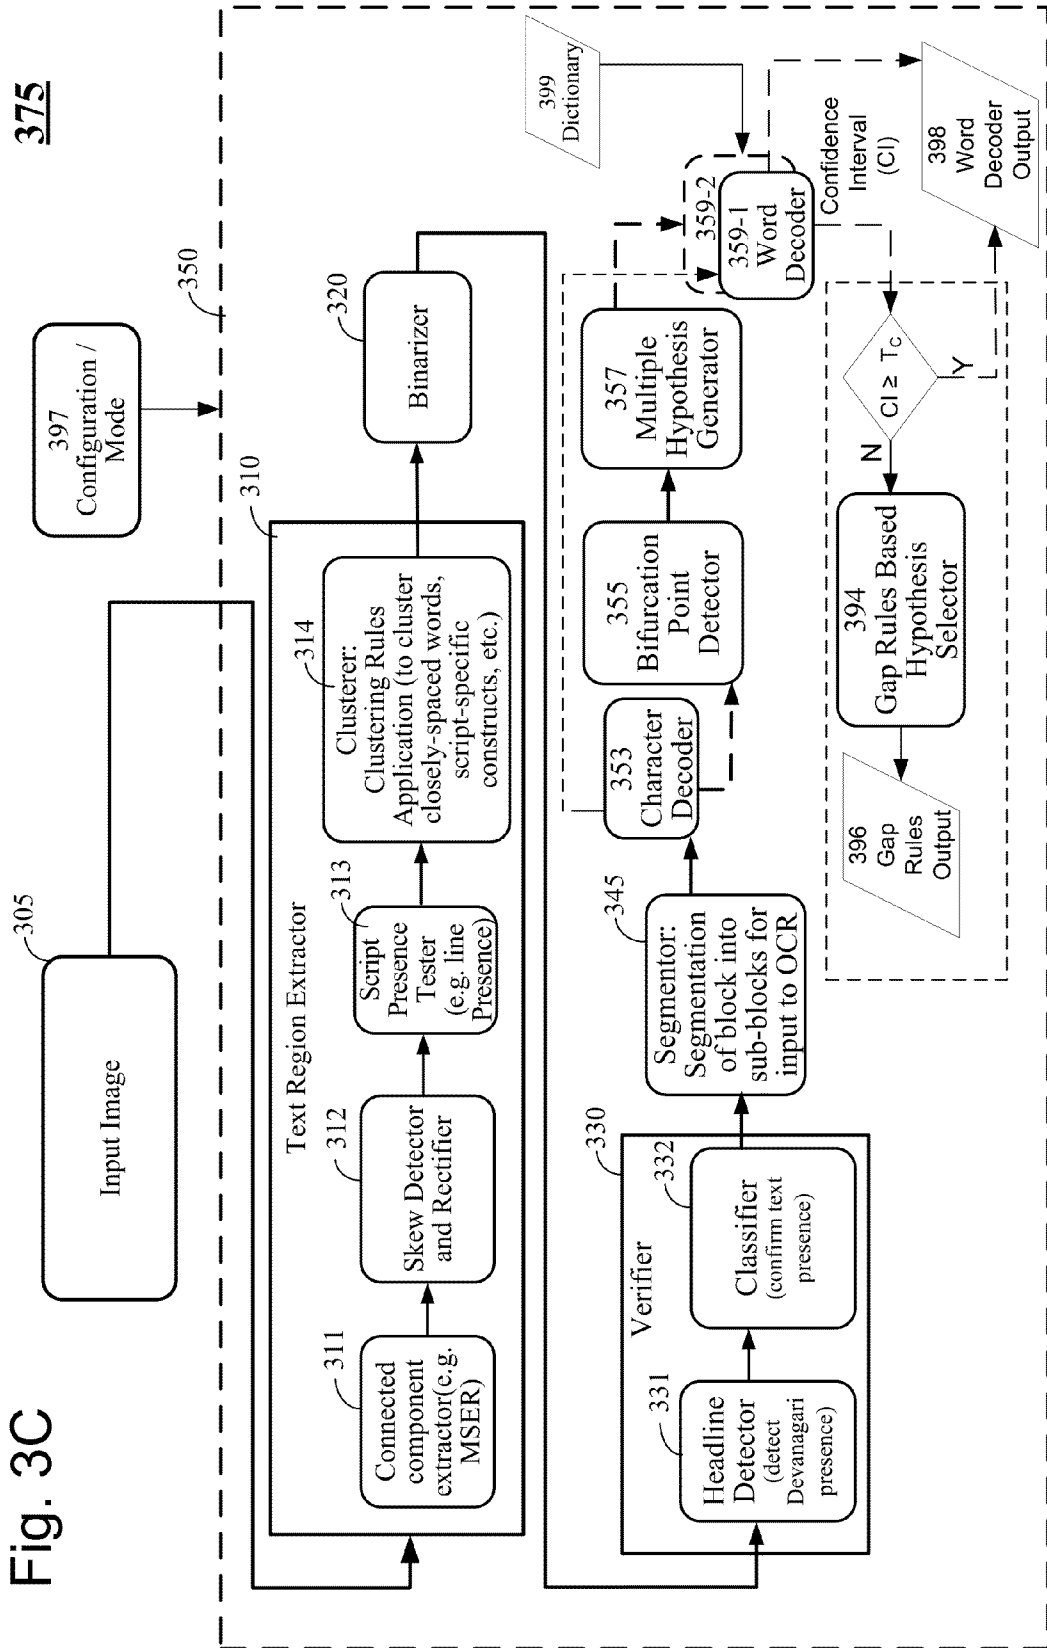 Fig. 3C
375
305
Input Image
397
Configuration /
Mode
350
310
Text Region Extractor
311
Connected
component
extractor(e.g.
MSER)
312
Skew Detector
and Rectifier
313
Script
Presence
Tester
(e.g. line
Presence)
314
Clusterer:
Clustering Rules
Application (to cluster
closely-spaced words,
script-specific
constructs, etc.)
320
Binarizer
330
Verifier
331
Headline
Detector
(detect
Devanagari
presence)
332
Classifier
(confirm text
presence)
345
Segmentor:
Segmentation
of block into
sub-blocks for
input to OCR
353
Character
Decoder
355
Bifurcation
Point
Detector
357
Multiple
Hypothesis
Generator
359-2
359-1
Word
Decoder
399
Dictionary
Confidence
Interval
(CI)
398
Word
Decoder
Output
CI ≥ TC
Y
N
394
Gap Rules Based
Hypothesis
Selector
396
Gap
Rules
Output